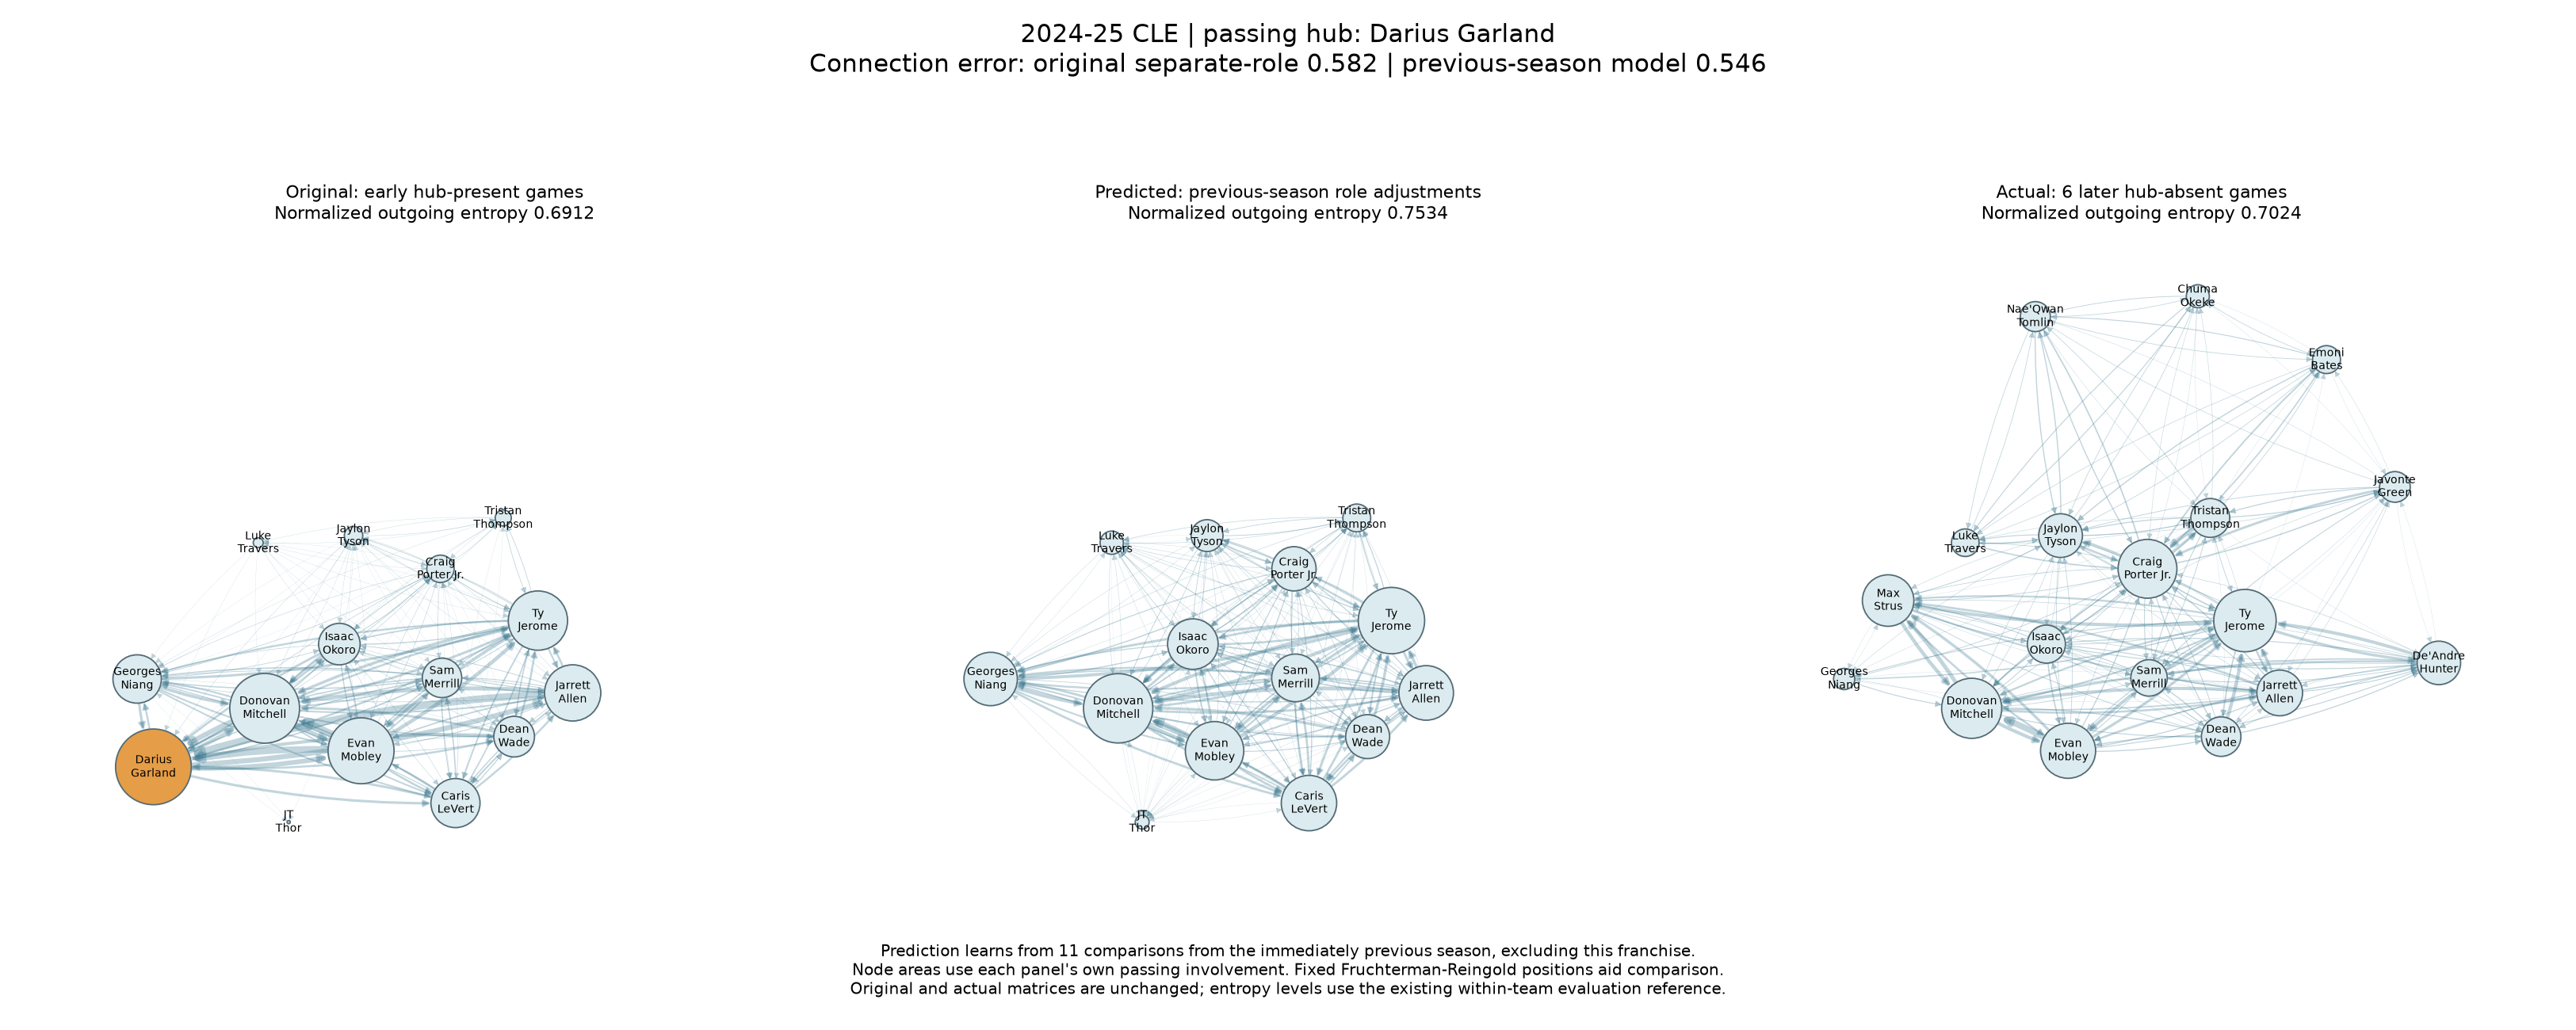 2024-25 CLE | passing hub: Darius Garland
Connection error: original separate-role 0.582 | previous-season model 0.546
Original: early hub-present games
Normalized outgoing entropy 0.6912
Luke
Travers
Jaylon
Tyson
Tristan
Thompson
Craig
Porter Jr.
Ty
Jerome
Isaac
Okoro
Georges
Niang
Sam
Merrill
Jarrett
Allen
Donovan
Mitchell
Dean
Wade
Evan
Mobley
Darius
Garland
Caris
LeVert
JT
Thor
Predicted: previous-season role adjustments
Normalized outgoing entropy 0.7534
Luke
Travers
Jaylon
Tyson
Tristan
Thompson
Craig
Porter Jr.
Ty
Jerome
Isaac
Okoro
Georges
Niang
Sam
Merrill
Jarrett
Allen
Donovan
Mitchell
Dean
Wade
Evan
Mobley
Caris
LeVert
JT
Thor
Actual: 6 later hub-absent games
Normalized outgoing entropy 0.7024
Chuma
Okeke
Nae'Qwan
Tomlin
Emoni
Bates
Javonte
Green
Tristan
Thompson
Jaylon
Tyson
Luke
Travers
Craig
Porter Jr.
Max
Strus
Ty
Jerome
Isaac
Okoro
De'Andre
Hunter
Georges
Niang
Sam
Merrill
Jarrett
Allen
Donovan
Mitchell
Dean
Wade
Evan
Mobley
Prediction learns from 11 comparisons from the immediately previous season, excluding this franchise.
Node areas use each panel's own passing involvement. Fixed Fruchterman-Reingold positions aid comparison.
Original and actual matrices are unchanged; entropy levels use the existing within-team evaluation reference.